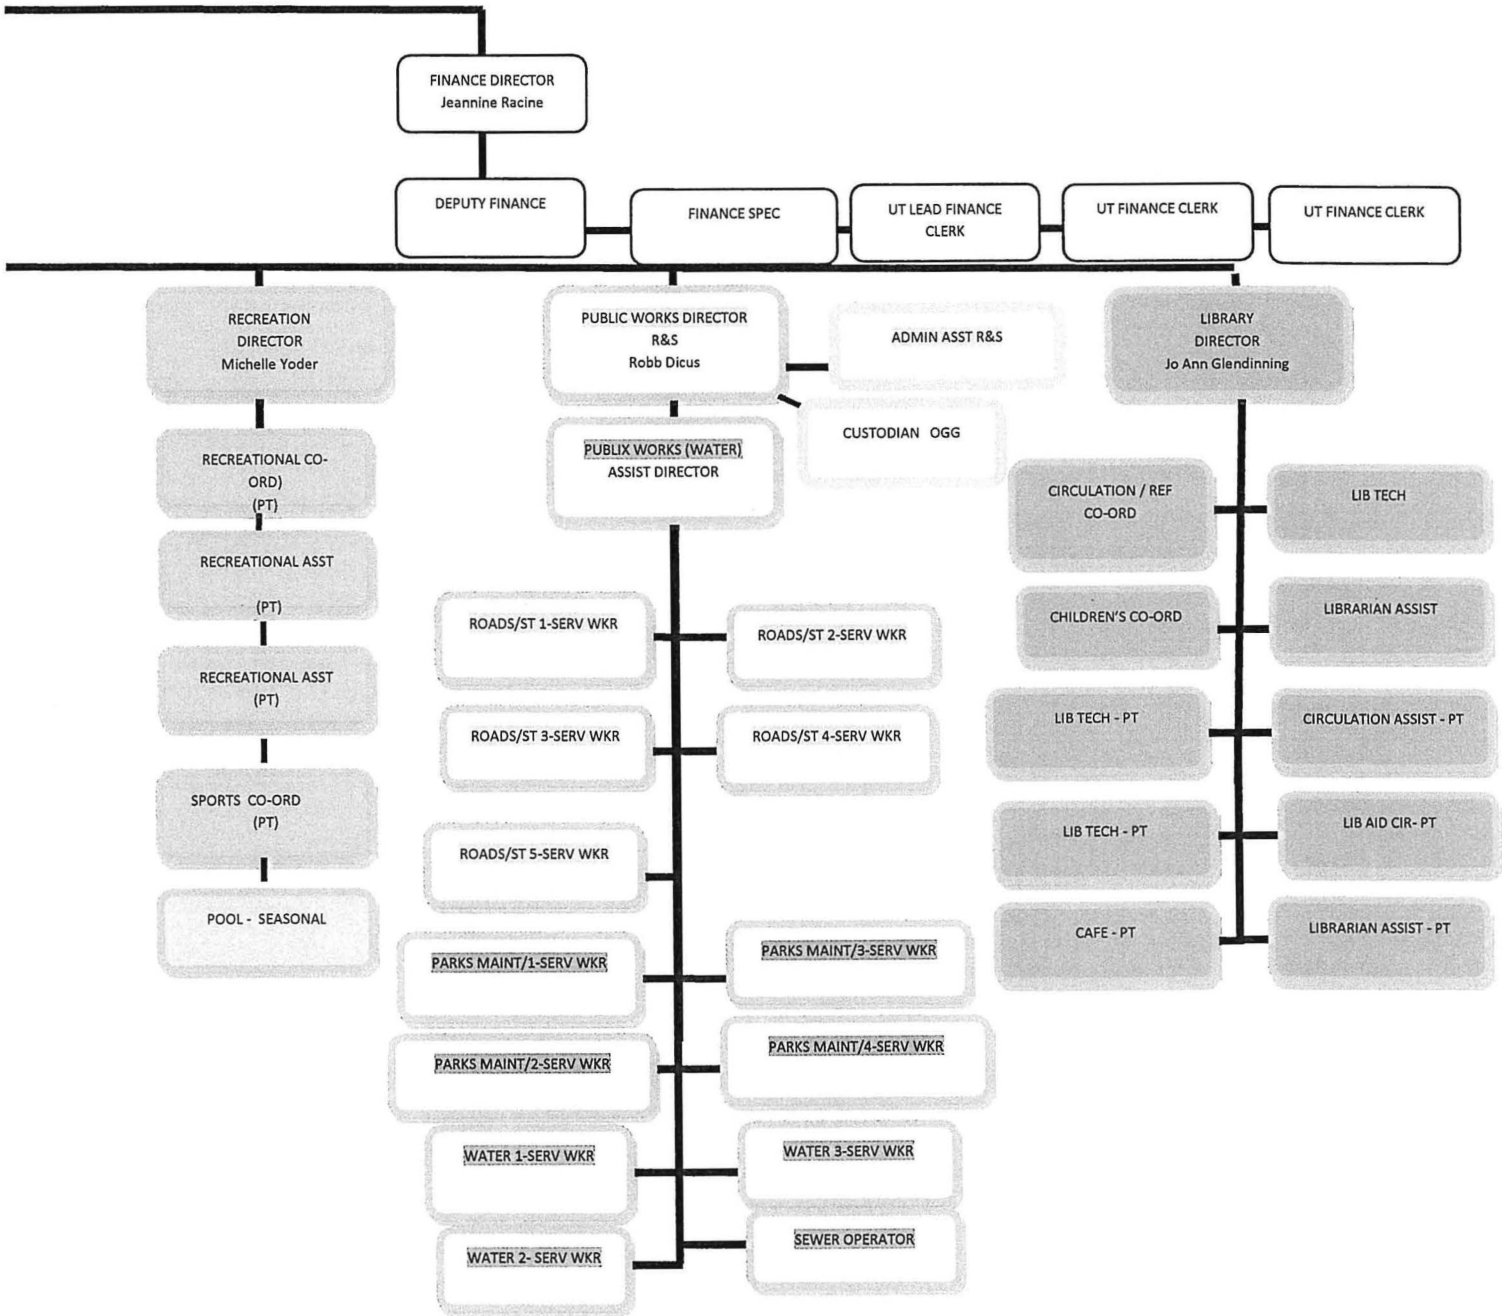 FINANCE DIRECTOR
Jeannine Racine
DEPUTY FINANCE
FINANCE SPEC
UT LEAD FINANCE
CLERK
UT FINANCE CLERK
UT FINANCE CLERK
RECREATION
DIRECTOR
Michelle Yoder
RECREATIONAL CO-
ORD)
(PT)
RECREATIONAL ASST
(PT)
RECREATIONAL ASST
(PT)
SPORTS CO-ORD
(PT)
POOL - SEASONAL
PUBLIC WORKS DIRECTOR
R&S
Robb Dicus
ADMIN ASST R&S
CUSTODIAN OGG
PUBLIX WORKS (WATER)
ASSIST DIRECTOR
ROADS/ST 1-SERV WKR
ROADS/ST 2-SERV WKR
ROADS/ST 3-SERV WKR
ROADS/ST 4-SERV WKR
ROADS/ST 5-SERV WKR
PARKS MAINT/1-SERV WKR
PARKS MAINT/3-SERV WKR
PARKS MAINT/2-SERV WKR
PARKS MAINT/4-SERV WKR
WATER 1-SERV WKR
WATER 3-SERV WKR
WATER 2- SERV WKR
SEWER OPERATOR
LIBRARY
DIRECTOR
Jo Ann Glendinning
CIRCULATION / REF
CO-ORD
LIB TECH
CHILDREN'S CO-ORD
LIBRARIAN ASSIST
LIB TECH - PT
CIRCULATION ASSIST - PT
LIB TECH - PT
LIB AID CIR- PT
CAFE - PT
LIBRARIAN ASSIST - PT